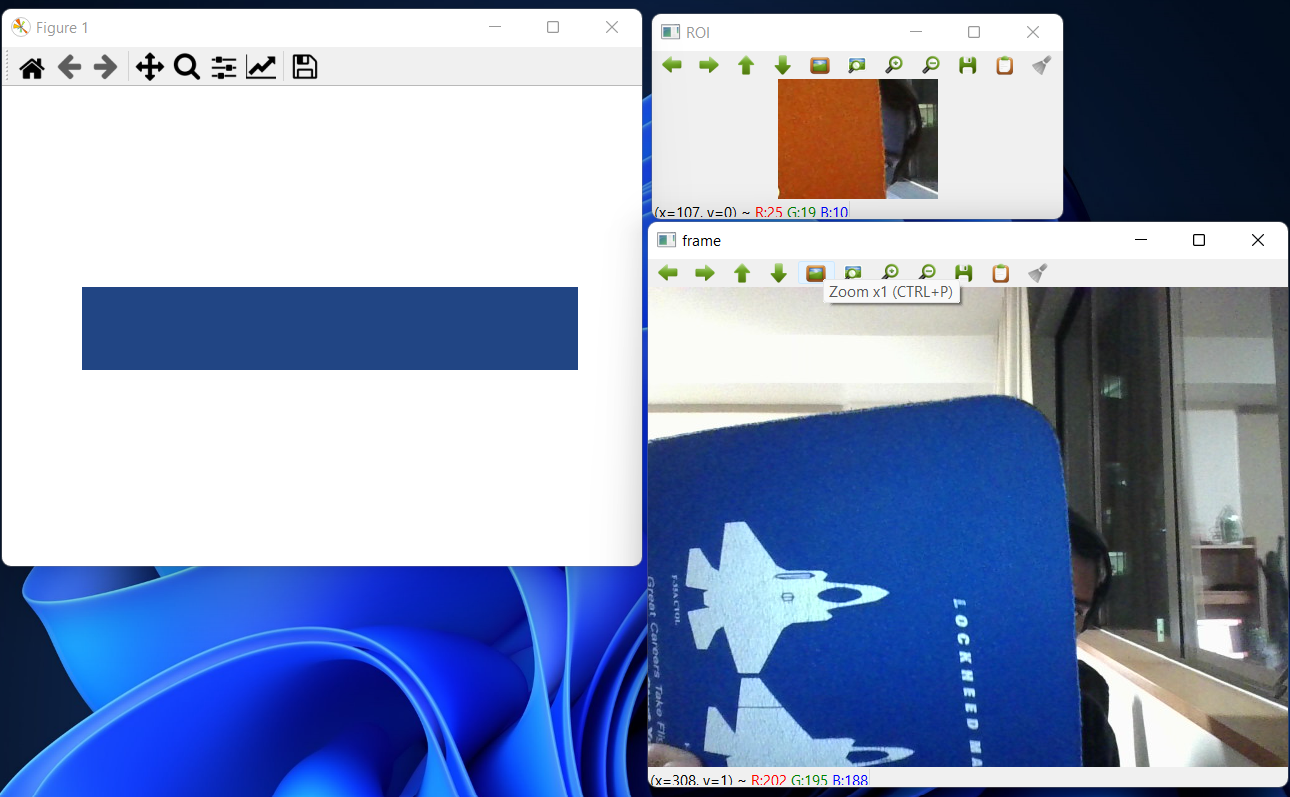 Figure 1
ROI
(x=107, y=0) ~ R:25 G:19 B:10
frame
Zoom x1 (CTRL+P)
F-35A CTOL
Great Careers Take Fli
LOCKHEED MA
(x=308, y=1) ~ R:202 G:195 B:188